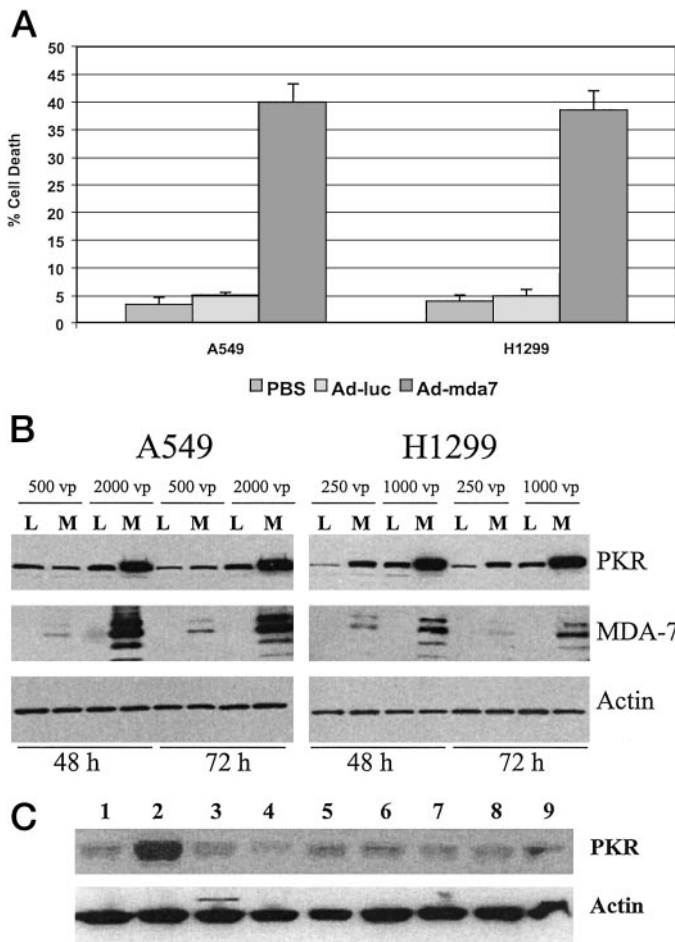 A
50
45
40
35
30
25
20
15
10
5
0
% Cell Death
A549 H1299
PBS Ad-luc Ad-mda7
B
A549 H1299
500 vp 2000 vp 500 vp 2000 vp 250 vp 1000 vp 250 vp 1000 vp
L M L M L M L M L M L M L M L M
PKR
MDA-7
Actin
48 h 72 h 48 h 72 h
C
1 2 3 4 5 6 7 8 9
PKR
Actin